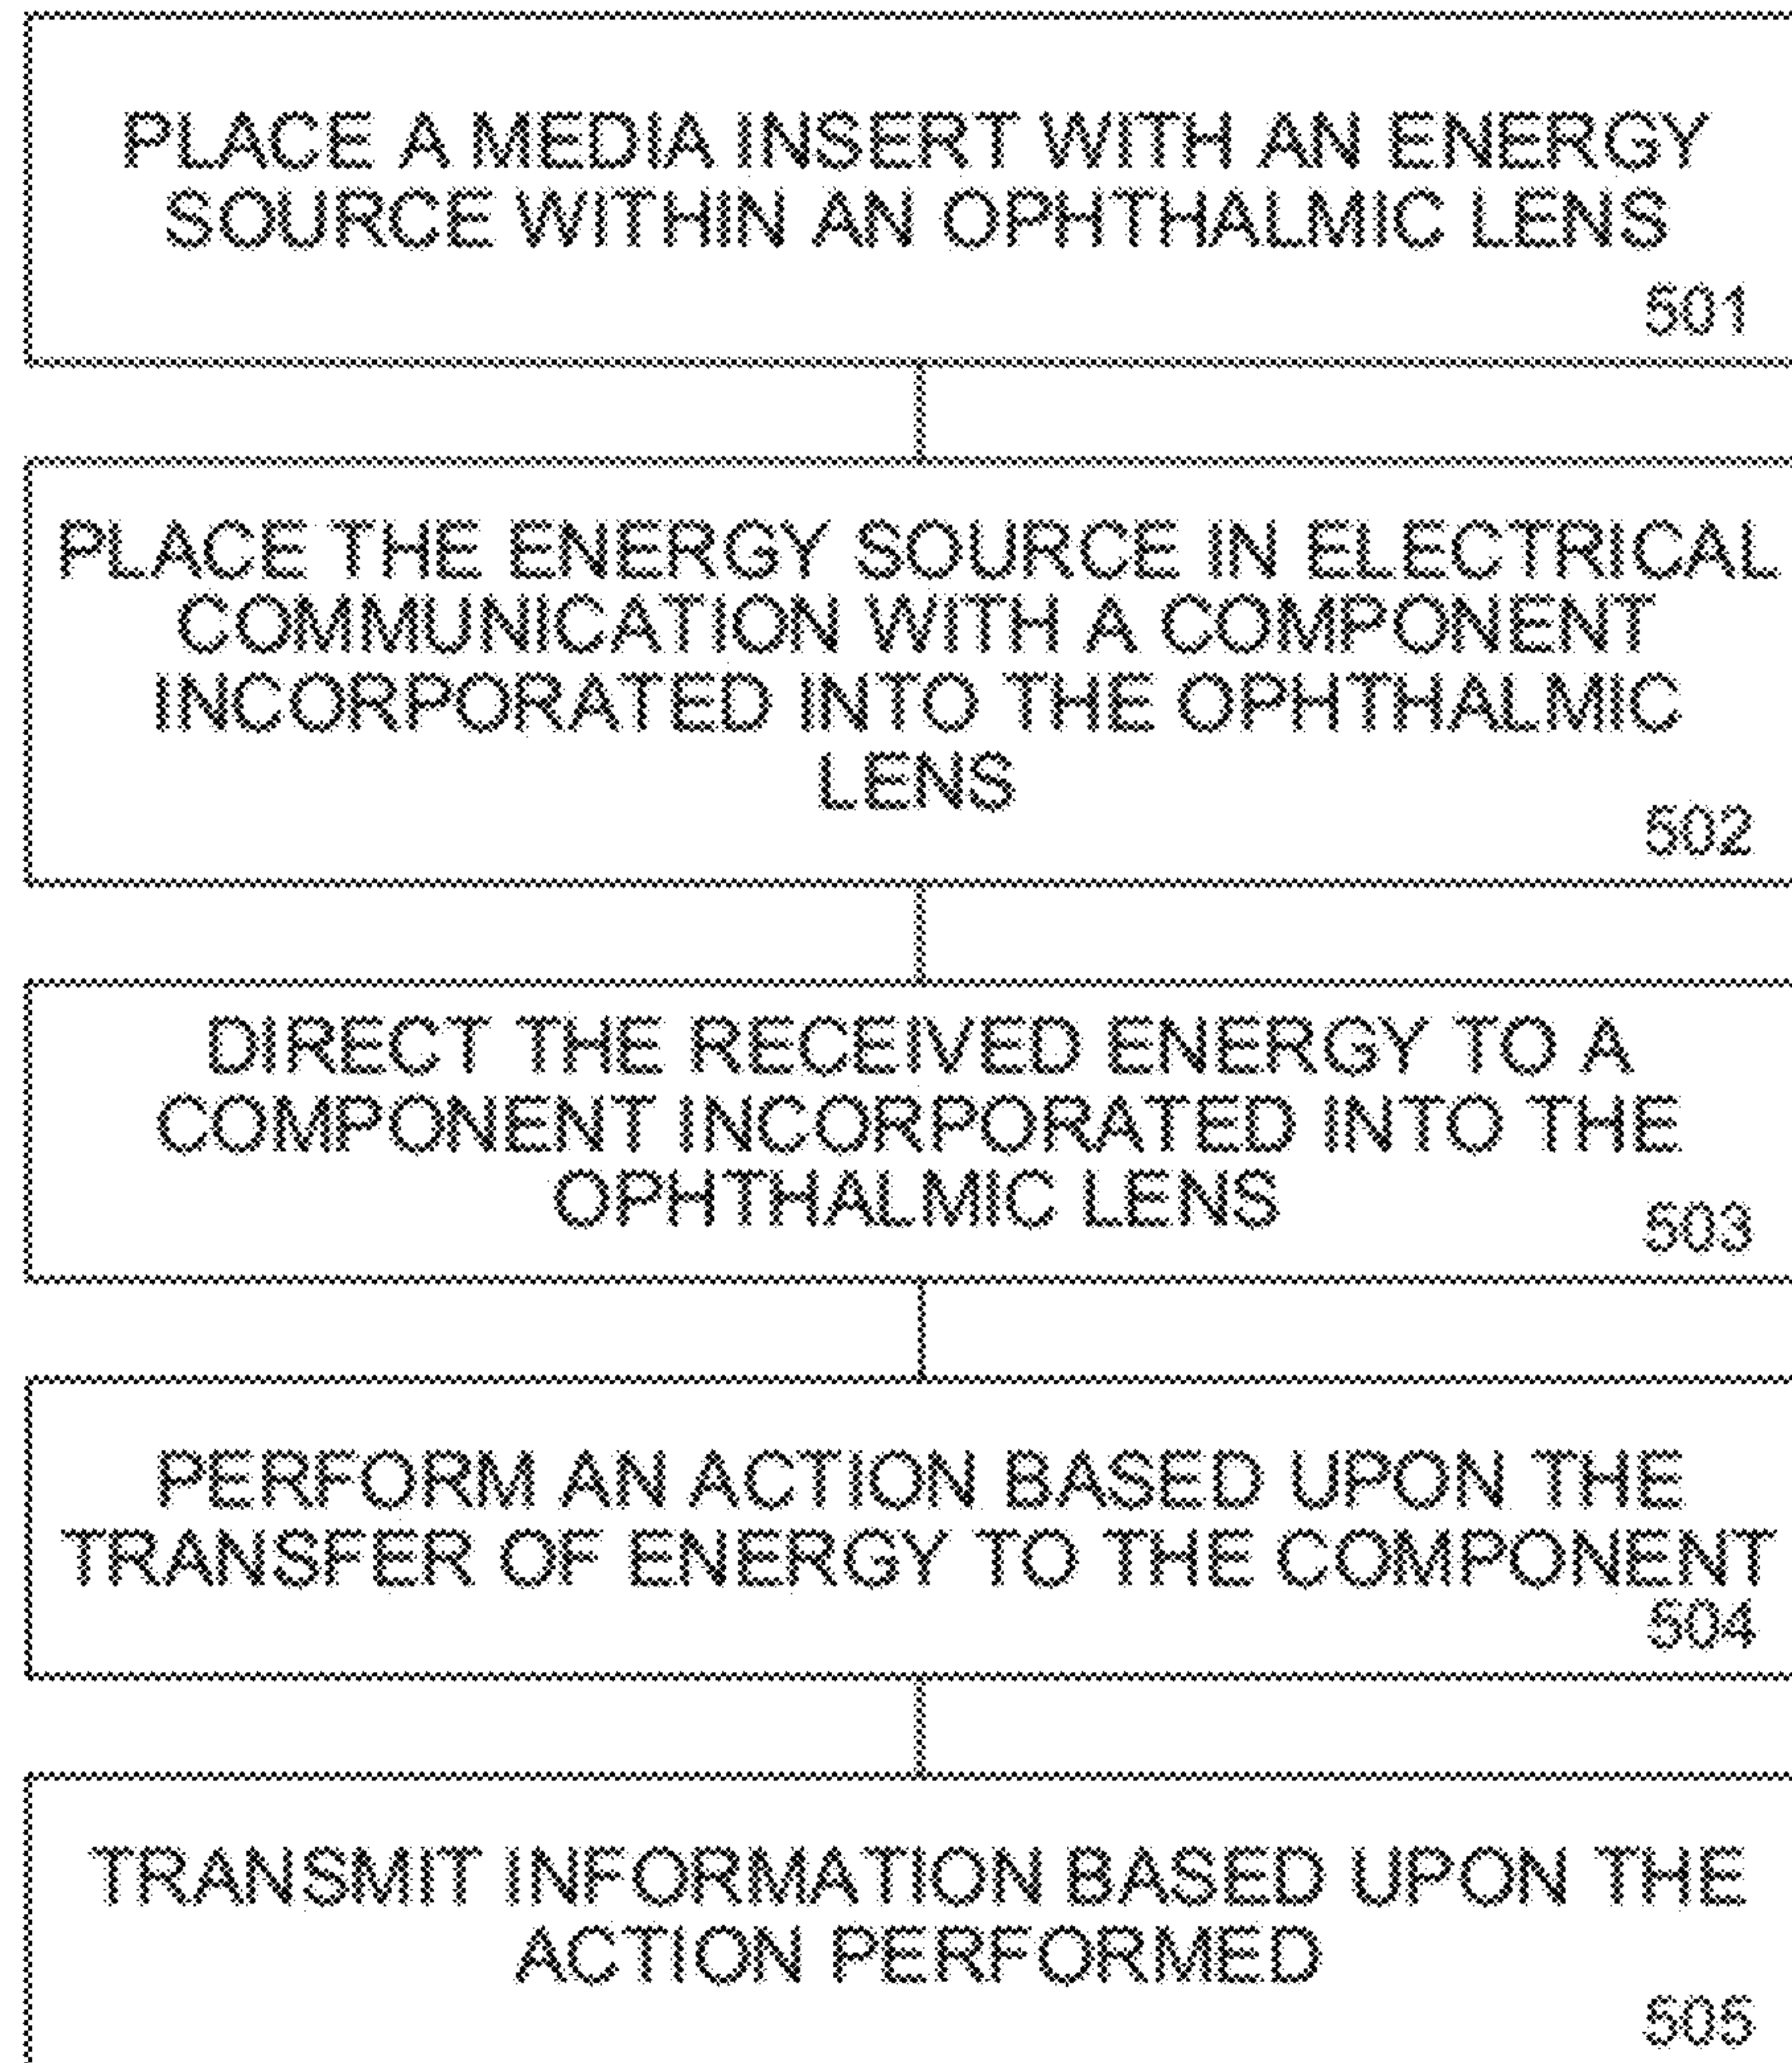 PLACE A MEDIA INSERT WITH AN ENERGY
SOURCE WITHIN AN OPHTHALMIC LENS
501
PLACE THE ENERGY SOURCE IN ELECTRICAL
COMMUNICATION WITH A COMPONENT
INCORPORATED INTO THE OPHTHALMIC
LENS
502
DIRECT THE RECEIVED ENERGY TO A
COMPONENT INCORPORATED INTO THE
OPHTHALMIC LENS
503
PERFORM AN ACTION BASED UPON THE
TRANSFER OF ENERGY TO THE COMPONENT
504
TRANSMIT INFORMATION BASED UPON THE
ACTION PERFORMED
505